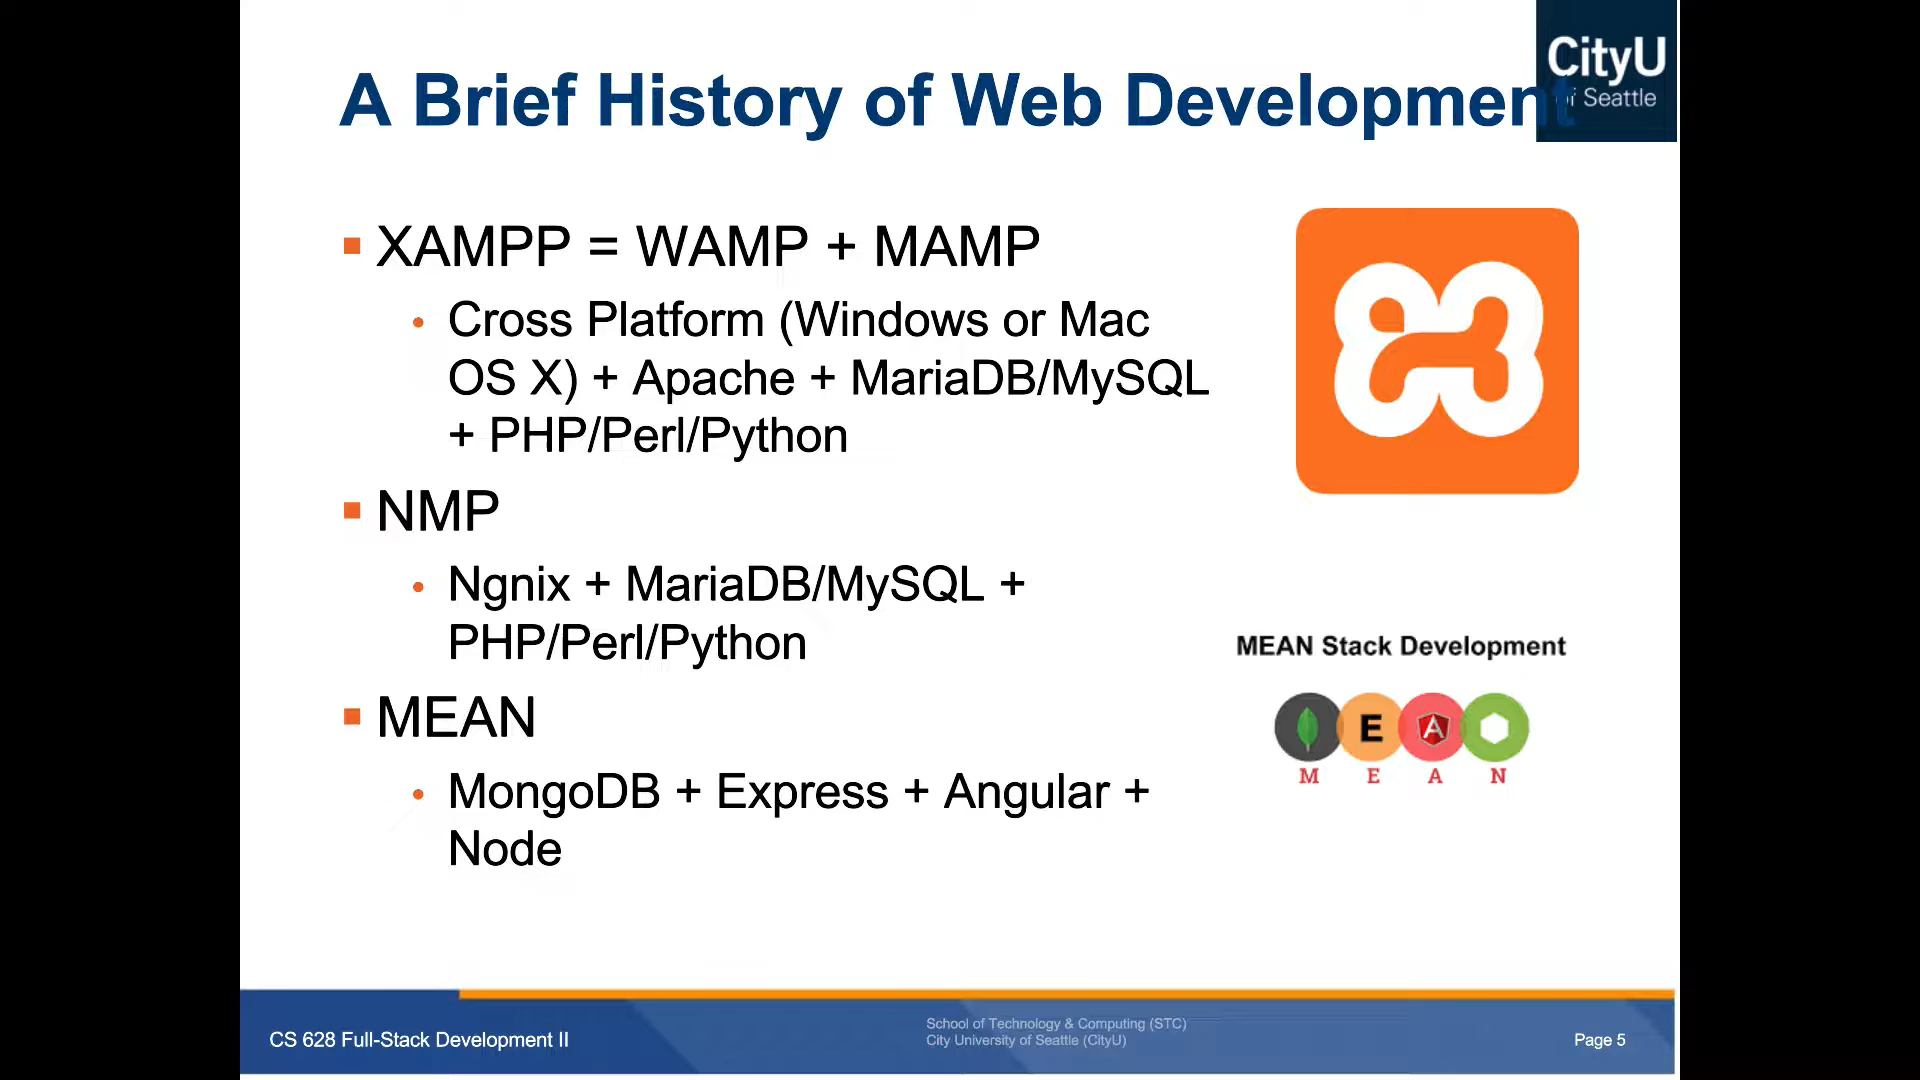 A Brief History of Web Development
CityU
of Seattle
XAMPP = WAMP + MAMP
Cross Platform (Windows or Mac
OS X) + Apache + MariaDB/MySQL
+ PHP/Perl/Python
NMP
Ngnix + MariaDB/MySQL +
PHP/Perl/Python
MEAN
MongoDB + Express + Angular +
Node
MEAN Stack Development
E A
M E A N
CS 628 Full-Stack Development II
School of Technology & Computing (STC)
City University of Seattle (CityU)
Page 5